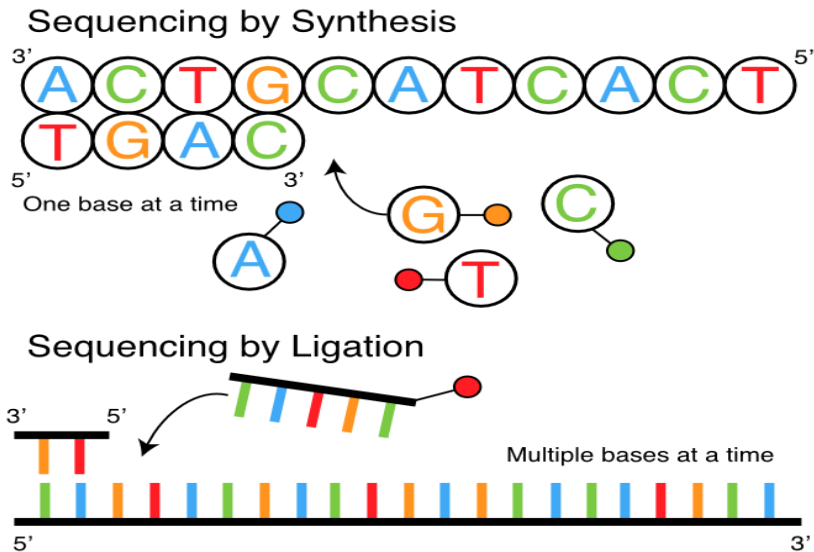 Sequencing by Synthesis
3’ 5’
A C T G C A T C A C T
T G A C
5’ 3’
One base at a time
G C
A T
Sequencing by Ligation
3’ 5’
Multiple bases at a time
5’ 3’